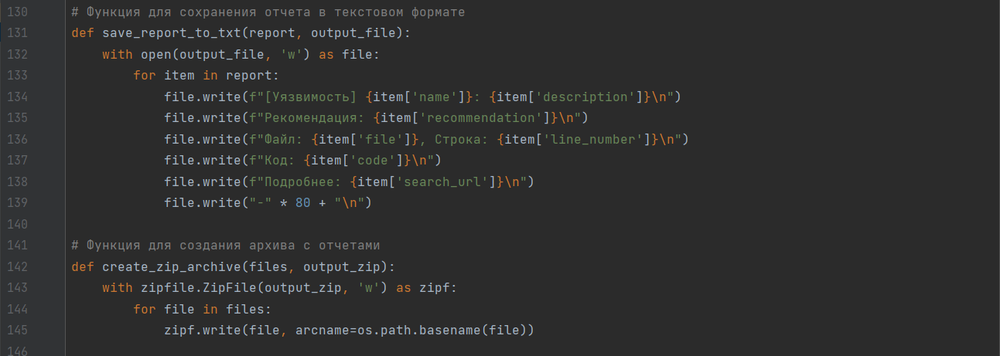 130 # Функция для сохранения отчета в текстовом формате
131 def save_report_to_txt(report, output_file):
132     with open(output_file, 'w') as file:
133         for item in report:
134             file.write(f"[Уязвимость] {item['name']}: {item['description']}\n")
135             file.write(f"Рекомендация: {item['recommendation']}\n")
136             file.write(f"Файл: {item['file']}, Строка: {item['line_number']}\n")
137             file.write(f"Код: {item['code']}\n")
138             file.write(f"Подробнее: {item['search_url']}\n")
139             file.write("-" * 80 + "\n")
140
141 # Функция для создания архива с отчетами
142 def create_zip_archive(files, output_zip):
143     with zipfile.ZipFile(output_zip, 'w') as zipf:
144         for file in files:
145             zipf.write(file, arcname=os.path.basename(file))
146